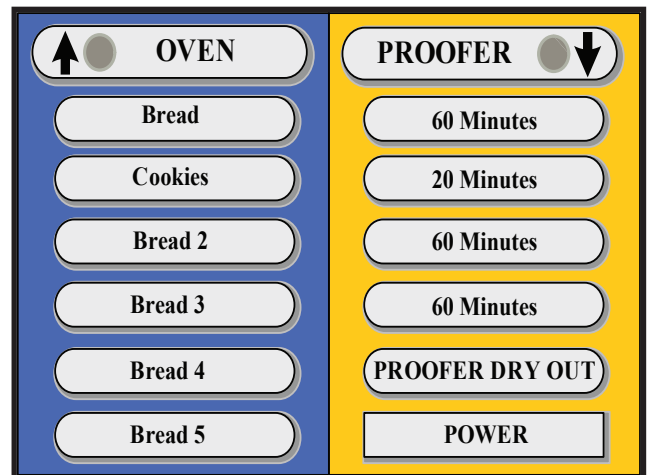 OVEN
Bread
Cookies
Bread 2
Bread 3
Bread 4
Bread 5
PROOFER
60 Minutes
20 Minutes
60 Minutes
60 Minutes
PROOFER DRY OUT
POWER